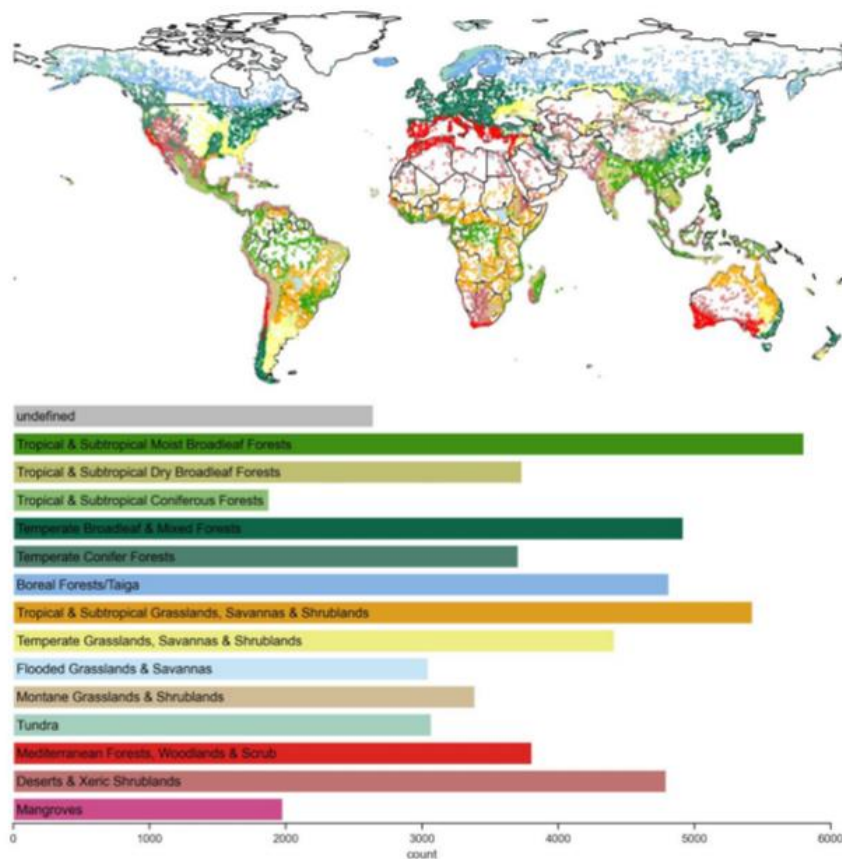 undefined
Tropical & Subtropical Moist Broadleaf Forests
Tropical & Subtropical Dry Broadleaf Forests
Tropical & Subtropical Coniferous Forests
Temperate Broadleaf & Mixed Forests
Temperate Conifer Forests
Boreal Forests/Taiga
Tropical & Subtropical Grasslands, Savannas & Shrublands
Temperate Grasslands, Savannas & Shrublands
Flooded Grasslands & Savannas
Montane Grasslands & Shrublands
Tundra
Mediterranean Forests, Woodlands & Scrub
Deserts & Xeric Shrublands
Mangroves
0 1000 2000 3000 4000 5000 6000
count